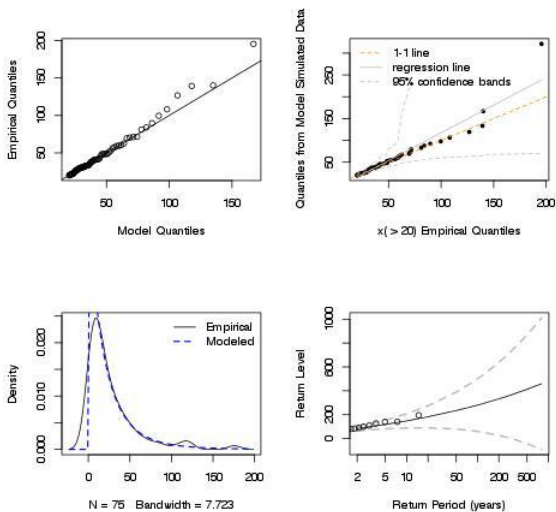 Empirical Quantiles
50
100
150
200
50
100
150
Model Quantiles
Quantiles from Model Simulated Data
50
150
250
1-1 line
regression line
95% confidence bands
50
100
150
200
x( > 20) Empirical Quantiles
Density
0.000
0.010
0.020
Empirical
Modeled
0
50
100
150
200
N = 75 Bandwidth = 7.723
Return Level
0
200
500
1000
2
5
10
50
200
500
Return Period (years)